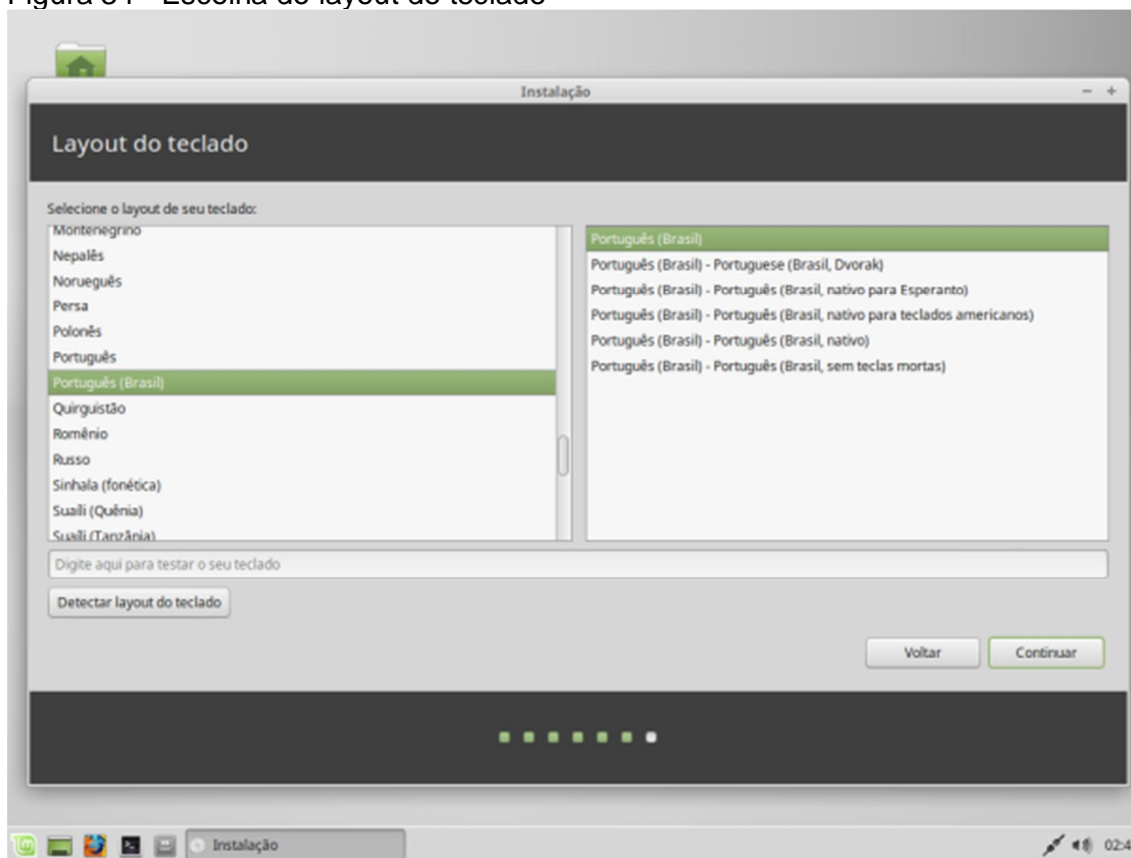 Figura 34 - Escolha do layout do teclado
Instalação
Layout do teclado
Selecione o layout de seu teclado:
Montenegrino
Nepalês
Norueguês
Persa
Polonês
Português
Português (Brasil)
Quirguistão
Romênio
Russo
Sinhala (fonética)
Suaíli (Quênia)
Suaíli (Tanzânia)
Português (Brasil)
Português (Brasil) - Portuguese (Brasil, Dvorak)
Português (Brasil) - Português (Brasil, nativo para Esperanto)
Português (Brasil) - Português (Brasil, nativo para teclados americanos)
Português (Brasil) - Português (Brasil, nativo)
Português (Brasil) - Português (Brasil, sem teclas mortas)
Digite aqui para testar o seu teclado
Detectar layout do teclado
Voltar
Continuar
Instalação